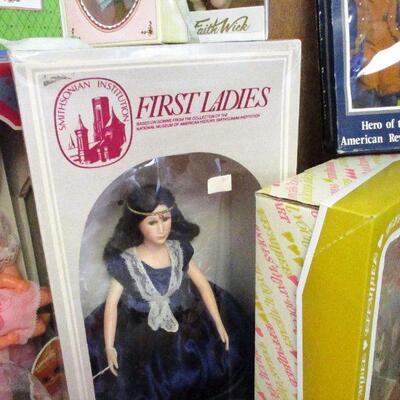 Faith Wick
SMITHSONIAN INSTITUTION
FIRST LADIES
BASED ON GOWNS FROM THE COLLECTION OF THE
NATIONAL MUSEUM OF AMERICAN HISTORY, SMITHSONIAN INSTITUTION
Hero of t
American Re